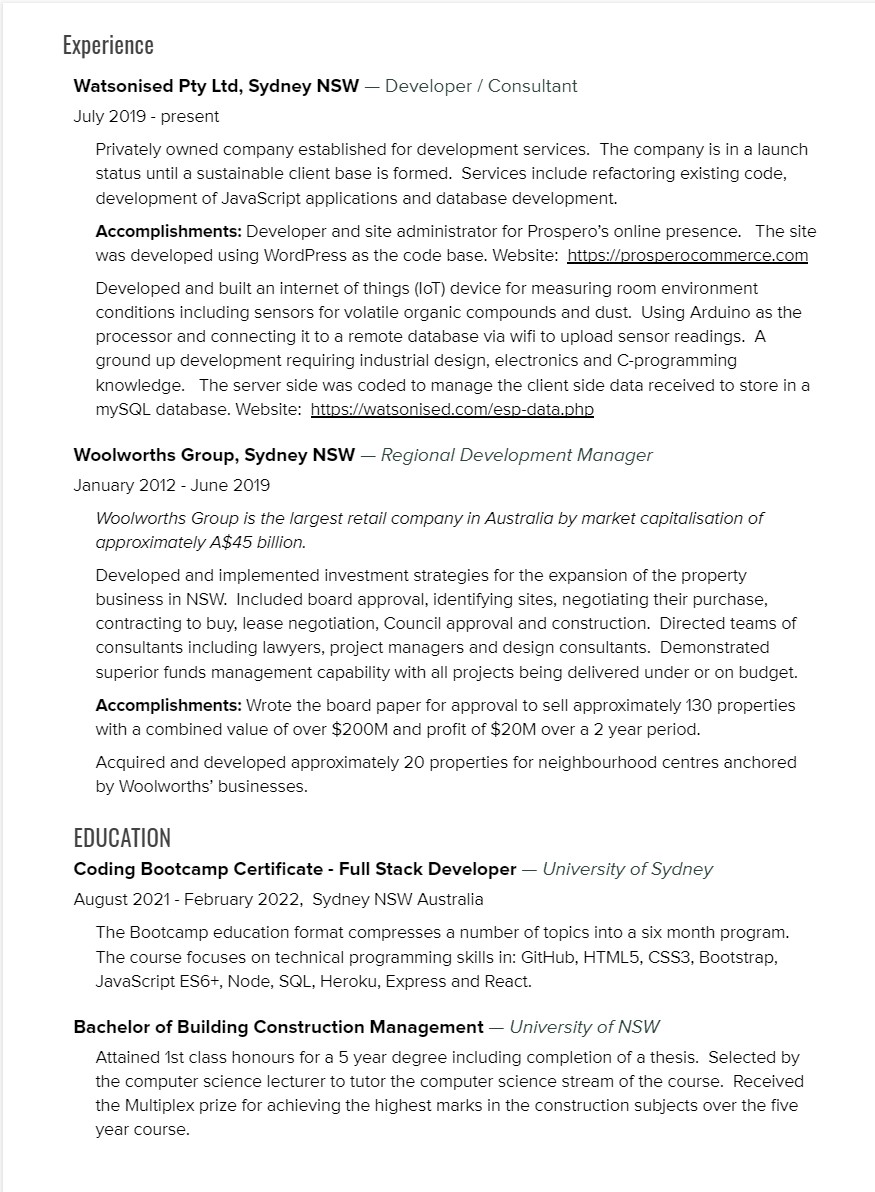 Experience
Watsonised Pty Ltd, Sydney NSW — Developer / Consultant
July 2019 - present
Privately owned company established for development services.  The company is in a launch
status until a sustainable client base is formed.  Services include refactoring existing code,
development of JavaScript applications and database development.
Accomplishments: Developer and site administrator for Prospero's online presence.   The site
was developed using WordPress as the code base. Website:  https://prosperocommerce.com
Developed and built an internet of things (IoT) device for measuring room environment
conditions including sensors for volatile organic compounds and dust.  Using Arduino as the
processor and connecting it to a remote database via wifi to upload sensor readings.  A
ground up development requiring industrial design, electronics and C-programming
knowledge.   The server side was coded to manage the client side data received to store in a
mySQL database. Website:  https://watsonised.com/esp-data.php
Woolworths Group, Sydney NSW — Regional Development Manager
January 2012 - June 2019
Woolworths Group is the largest retail company in Australia by market capitalisation of
approximately A$45 billion.
Developed and implemented investment strategies for the expansion of the property
business in NSW.  Included board approval, identifying sites, negotiating their purchase,
contracting to buy, lease negotiation, Council approval and construction.  Directed teams of
consultants including lawyers, project managers and design consultants.  Demonstrated
superior funds management capability with all projects being delivered under or on budget.
Accomplishments: Wrote the board paper for approval to sell approximately 130 properties
with a combined value of over $200M and profit of $20M over a 2 year period.
Acquired and developed approximately 20 properties for neighbourhood centres anchored
by Woolworths' businesses.
EDUCATION
Coding Bootcamp Certificate - Full Stack Developer — University of Sydney
August 2021 - February 2022,  Sydney NSW Australia
The Bootcamp education format compresses a number of topics into a six month program.
The course focuses on technical programming skills in: GitHub, HTML5, CSS3, Bootstrap,
JavaScript ES6+, Node, SQL, Heroku, Express and React.
Bachelor of Building Construction Management — University of NSW
Attained 1st class honours for a 5 year degree including completion of a thesis.  Selected by
the computer science lecturer to tutor the computer science stream of the course.  Received
the Multiplex prize for achieving the highest marks in the construction subjects over the five
year course.